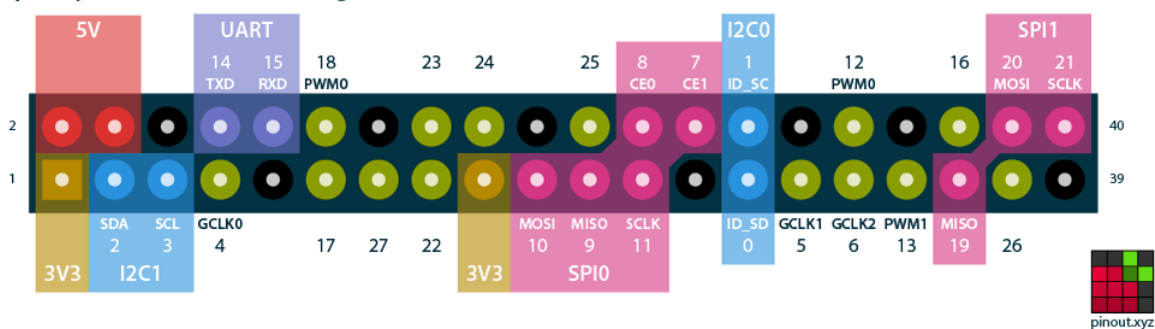 5V UART I2C0 SPI1
14 15 18 23 24 25 8 7 1 12 16 20 21
TXD RXD PWM0 CE0 CE1 ID_SC PWM0 MOSI SCLK
2 40
1 39
SDA SCL GCLK0 MOSI MISO SCLK ID_SD GCLK1 GCLK2 PWM1 MISO
2 3 4 17 27 22 10 9 11 0 5 6 13 19 26
3V3 I2C1 3V3 SPI0
pinout.xyz